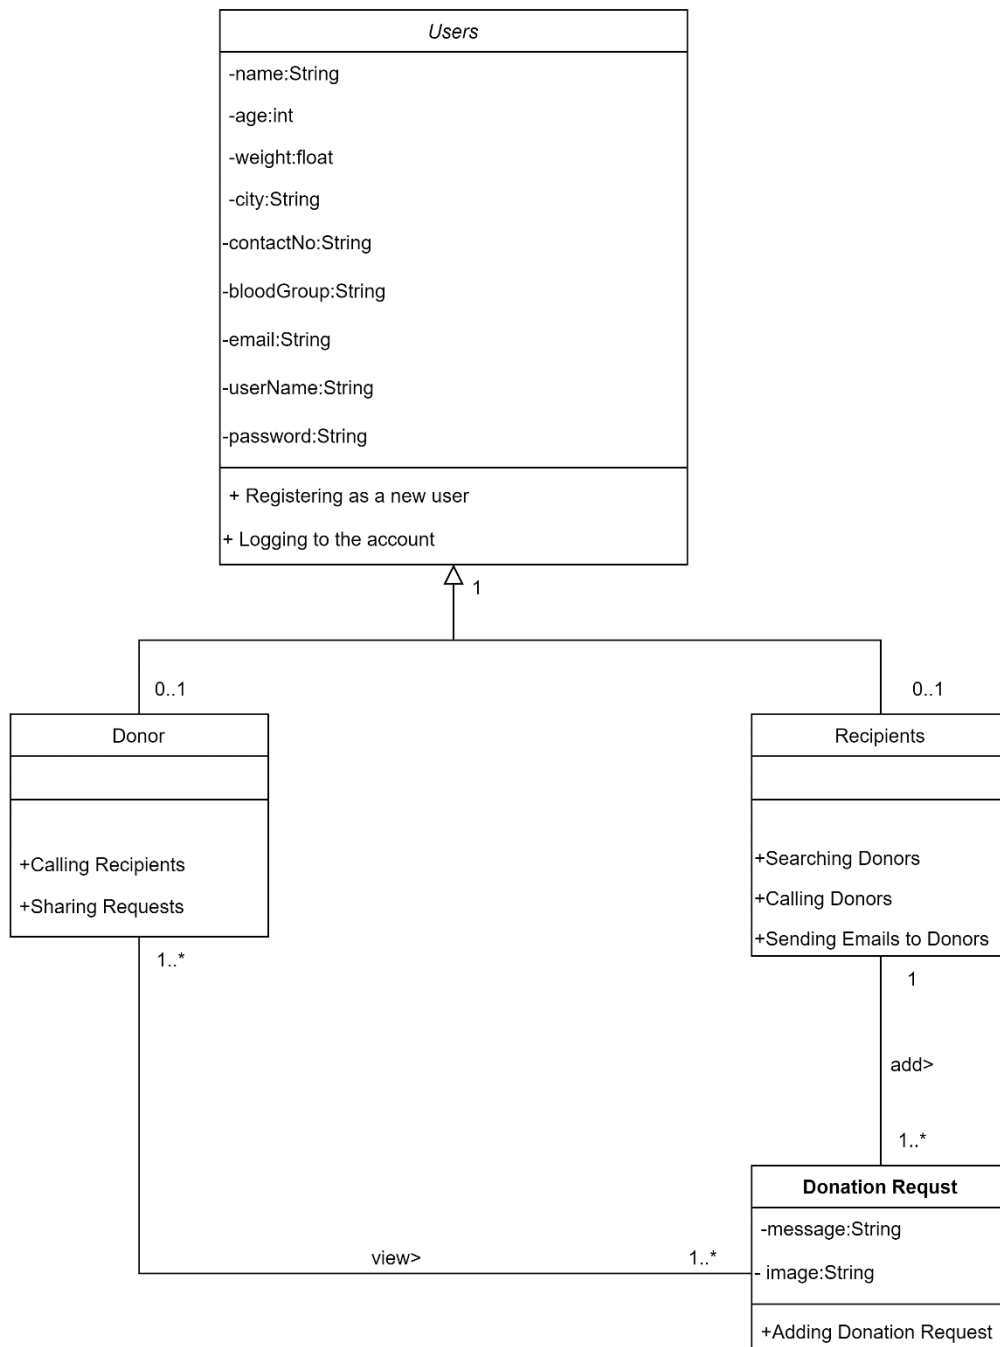 Users
-name:String
-age:int
-weight:float
-city:String
-contactNo:String
-bloodGroup:String
-email:String
-userName:String
-password:String
+ Registering as a new user
+ Logging to the account
1
0..1
0..1
Donor
Recipients
+Calling Recipients
+Sharing Requests
+Searching Donors
+Calling Donors
+Sending Emails to Donors
1..*
1
add>
1..*
Donation Requst
-message:String
- image:String
+Adding Donation Request
view>
1..*